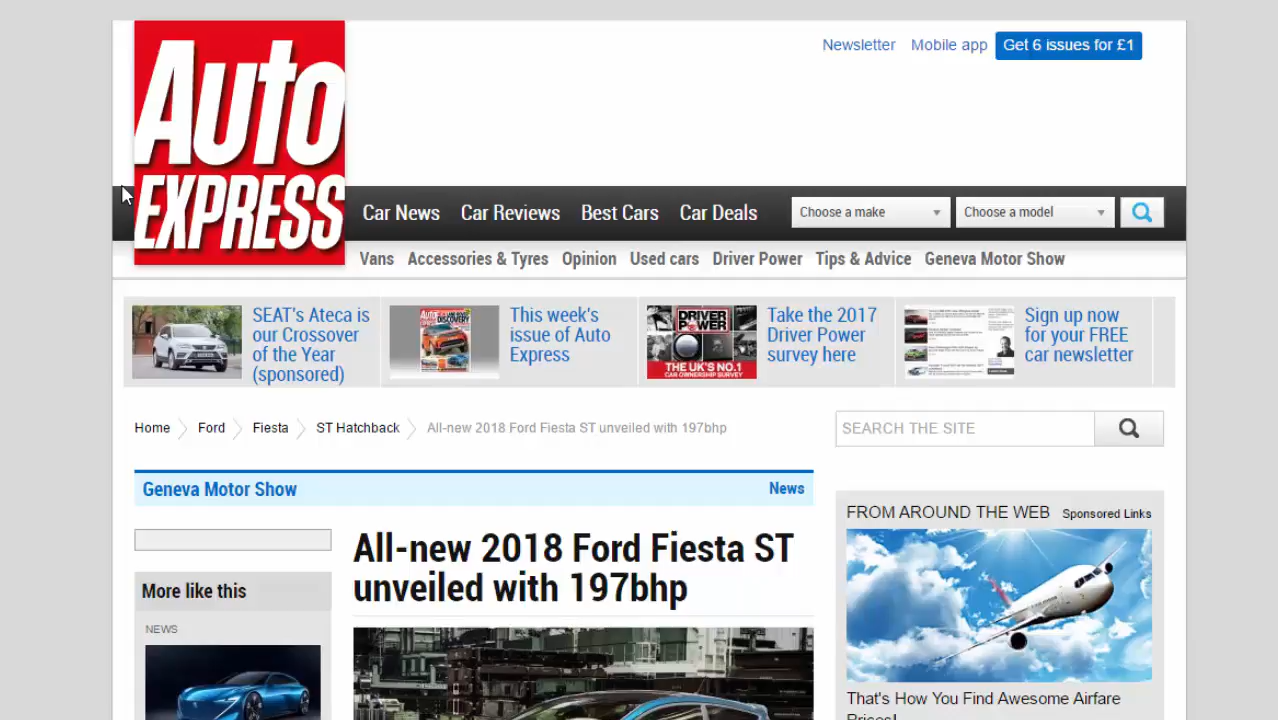 Auto
EXPRESS
Newsletter Mobile app Get 6 issues for £1
Car News Car Reviews Best Cars Car Deals Choose a make Choose a model
Vans Accessories & Tyres Opinion Used cars Driver Power Tips & Advice Geneva Motor Show
SEAT's Ateca is
our Crossover
of the Year
(sponsored)
This week's
issue of Auto
Express
DRIVER
POWER
THE UK'S NO.1
CAR OWNERSHIP SURVEY
Take the 2017
Driver Power
survey here
Sign up now
for your FREE
car newsletter
Home Ford Fiesta ST Hatchback All-new 2018 Ford Fiesta ST unveiled with 197bhp
SEARCH THE SITE
Geneva Motor Show News
All-new 2018 Ford Fiesta ST
unveiled with 197bhp
More like this
NEWS
FROM AROUND THE WEB Sponsored Links
That's How You Find Awesome Airfare
Prices!